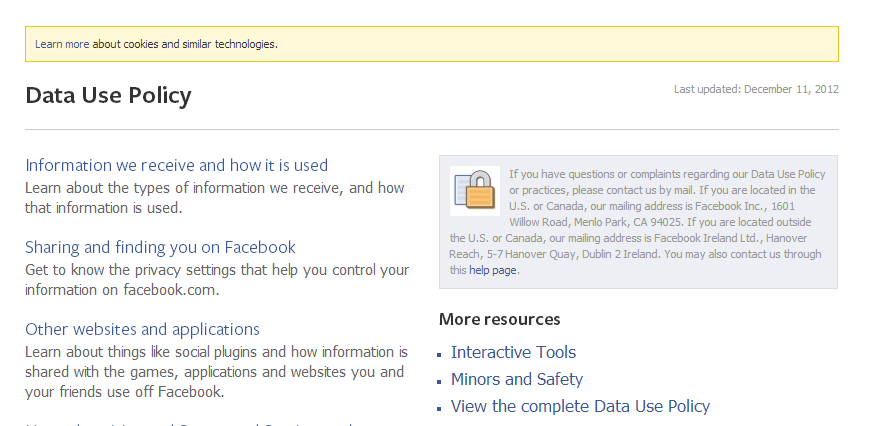 Learn more about cookies and similar technologies.
Data Use Policy
Last updated: December 11, 2012
Information we receive and how it is used
Learn about the types of information we receive, and how
that information is used.
Sharing and finding you on Facebook
Get to know the privacy settings that help you control your
information on facebook.com.
Other websites and applications
Learn about things like social plugins and how information is
shared with the games, applications and websites you and
your friends use off Facebook.
If you have questions or complaints regarding our Data Use Policy
or practices, please contact us by mail. If you are located in the
U.S. or Canada, our mailing address is Facebook Inc., 1601
Willow Road, Menlo Park, CA 94025. If you are located outside
the U.S. or Canada, our mailing address is Facebook Ireland Ltd., Hanover
Reach, 5-7 Hanover Quay, Dublin 2 Ireland. You may also contact us through
this help page.
More resources
Interactive Tools
Minors and Safety
View the complete Data Use Policy